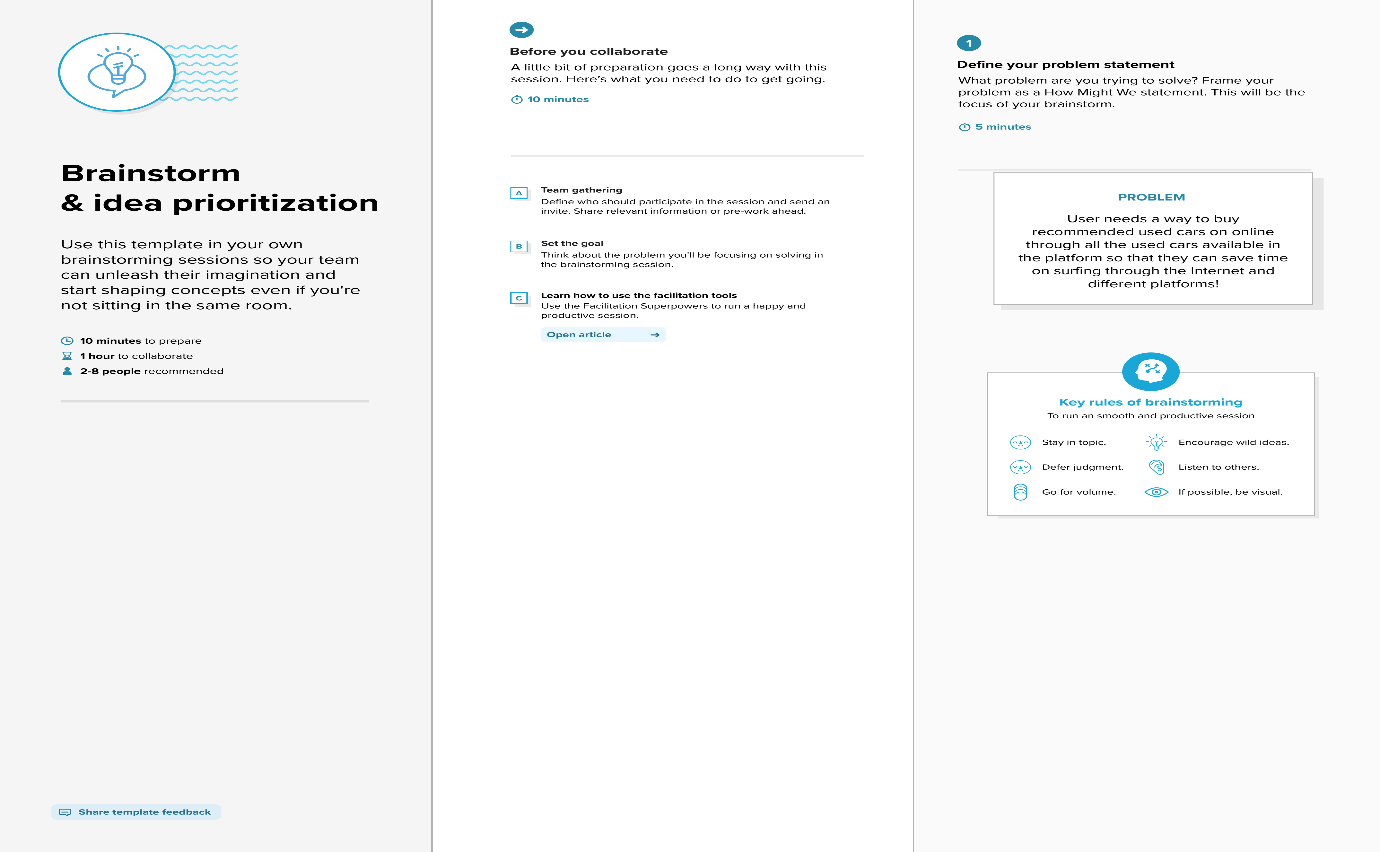 Brainstorm
& idea prioritization
Use this template in your own
brainstorming sessions so your team
can unleash their imagination and
start shaping concepts even if you're
not sitting in the same room.
10 minutes to prepare
1 hour to collaborate
2-8 people recommended
Share template feedback
Before you collaborate
A little bit of preparation goes a long way with this
session. Here's what you need to do to get going.
10 minutes
A
Team gathering
Define who should participate in the session and send an
invite. Share relevant information or pre-work ahead.
B
Set the goal
Think about the problem you'll be focusing on solving in
the brainstorming session.
C
Learn how to use the facilitation tools
Use the Facilitation Superpowers to run a happy and
productive session.
Open article
1
Define your problem statement
What problem are you trying to solve? Frame your
problem as a How Might We statement. This will be the
focus of your brainstorm.
5 minutes
PROBLEM
User needs a way to buy
recommended used cars on online
through all the used cars available in
the platform so that they can save time
on surfing through the Internet and
different platforms!
Key rules of brainstorming
To run an smooth and productive session
Stay in topic.
Encourage wild ideas.
Defer judgment.
Listen to others.
Go for volume.
If possible, be visual.